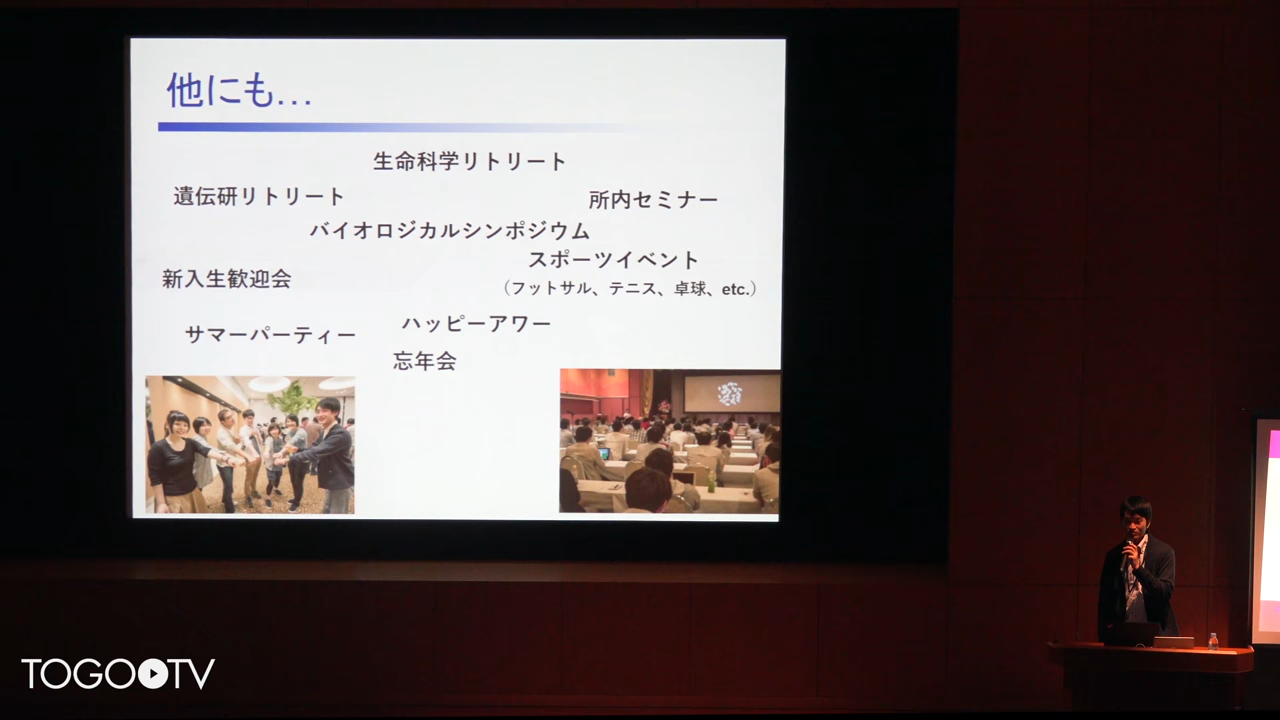 他にも…
生命科学リトリート
遺伝研リトリート
所内セミナー
バイオロジカルシンポジウム
スポーツイベント
（フットサル、テニス、卓球、etc.）
新入生歓迎会
ハッピーアワー
サマーパーティー
忘年会
TOGOTV